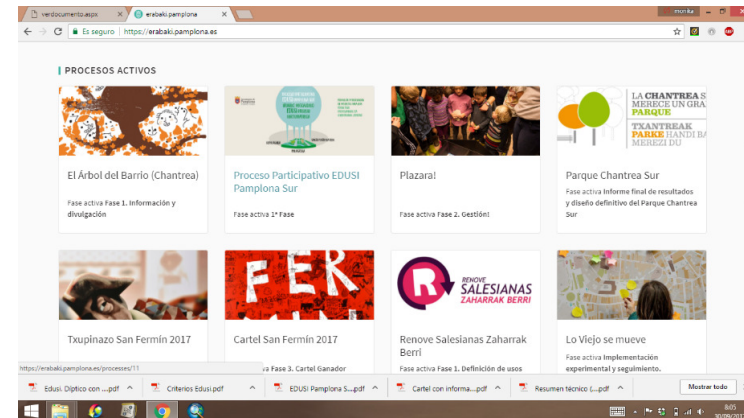 verdocumento.aspx
erabaki.pamplona
monika
Es seguro
https://erabaki.pamplona.es
PROCESOS ACTIVOS
LA CHANTREA S
MERECE UN GRA
PARQUE
TXANTREAK
PARKE HANDI BA
MEREZI DU
El Árbol del Barrio (Chantrea)
Fase activa Fase 1. Información y
divulgación
Proceso Participativo EDUSI
Pamplona Sur
Fase activa 1ª Fase
Plazara!
Fase activa Fase 2. Gestiónt
Parque Chantrea Sur
Fase activa Informe final de resultados
y diseño definitivo del Parque Chantrea
Sur
FER
RENOVE
SALESIANAS
ZAHARRAK BERRI
Txupinazo San Fermín 2017
Cartel San Fermín 2017
Fase 3. Cartel Ganador
Renove Salesianas Zaharrak
Berri
Fase activa Fase 1. Definición de usos
Lo Viejo se mueve
Fase activa Implementación
experimental y seguimiento.
https://erabaki.pamplona.es/processes/11
Edusi. Díptico con ....pdf
Criterios Edusi.pdf
EDUSI Pamplona S....pdf
Cartel con informa....pdf
Resumen técnico (....pdf
Mostrar todo
8:05